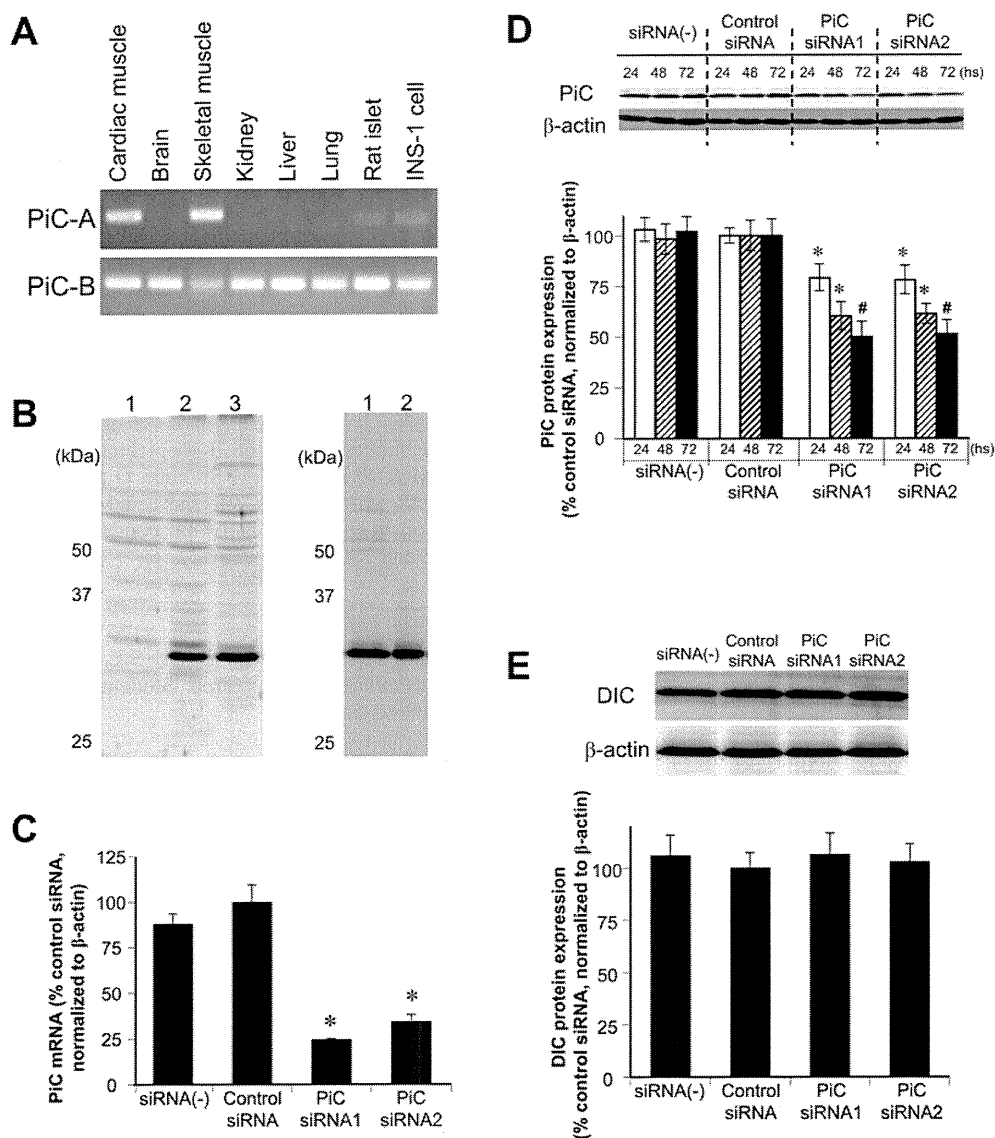 A
Cardiac muscle
Brain
Skeletal muscle
Kidney
Liver
Lung
Rat islet
INS-1 cell
PiC-A
PiC-B
B
1 2 3
(kDa)
50
37
25
1 2
(kDa)
50
37
25
C
PiC mRNA (% control siRNA,
normalized to β-actin)
125
100
75
50
25
0
* *
siRNA(-)
Control
siRNA
PiC
siRNA1
PiC
siRNA2
D
siRNA(-)
Control
siRNA
PiC
siRNA1
PiC
siRNA2
24 48 72 24 48 72 24 48 72 24 48 72 (hs)
PiC
β-actin
PiC protein expression
(% control siRNA, normalized to β-actin)
100
75
50
25
0
* * # * * #
24 48 72 24 48 72 24 48 72 24 48 72 (hs)
siRNA(-)
Control
siRNA
PiC
siRNA1
PiC
siRNA2
E
siRNA(-)
Control
siRNA
PiC
siRNA1
PiC
siRNA2
DIC
β-actin
DIC protein expression
(% control siRNA, normalized to β-actin)
100
75
50
25
0
siRNA(-)
Control
siRNA
PiC
siRNA1
PiC
siRNA2